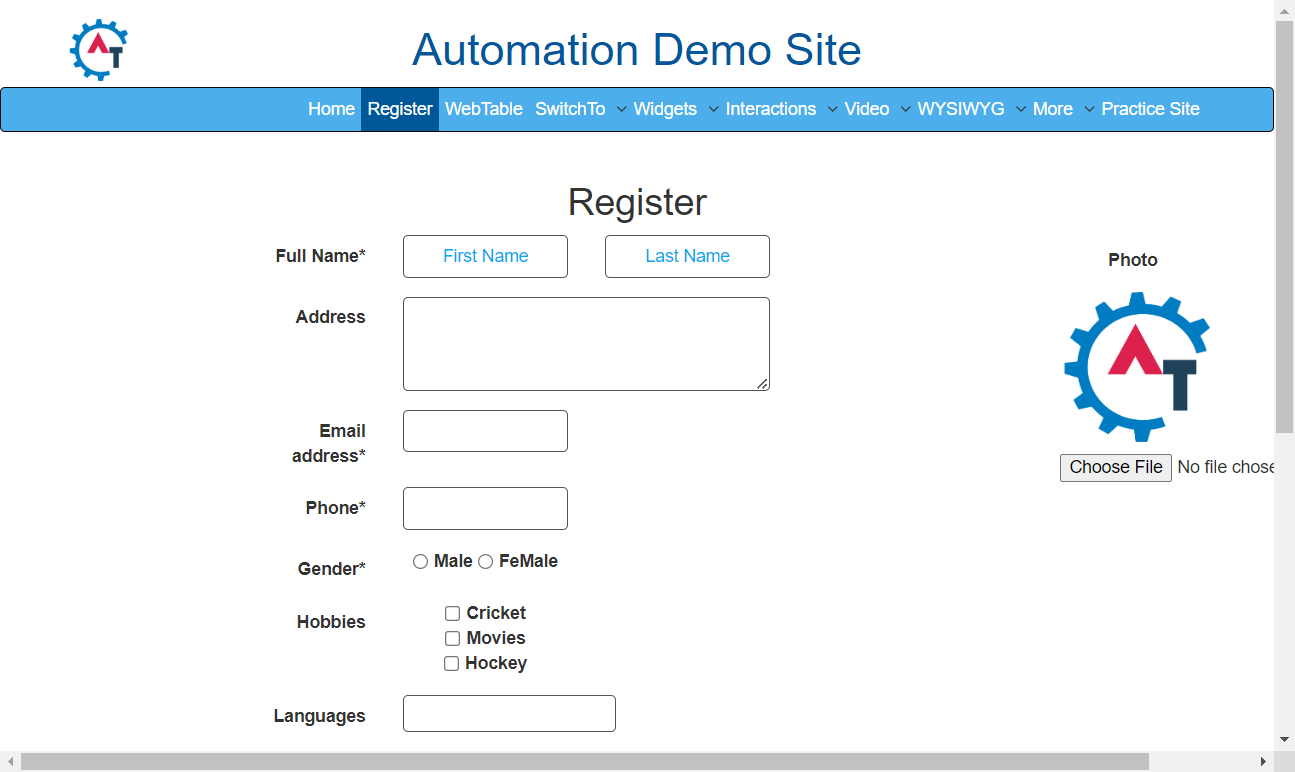 AT
Automation Demo Site
Home Register WebTable SwitchTo Widgets Interactions Video WYSIWYG More Practice Site
Register
Full Name* First Name Last Name
Photo
Address
AT
Email
address*
Choose File No file chose
Phone*
Gender* Male FeMale
Hobbies Cricket
Movies
Hockey
Languages